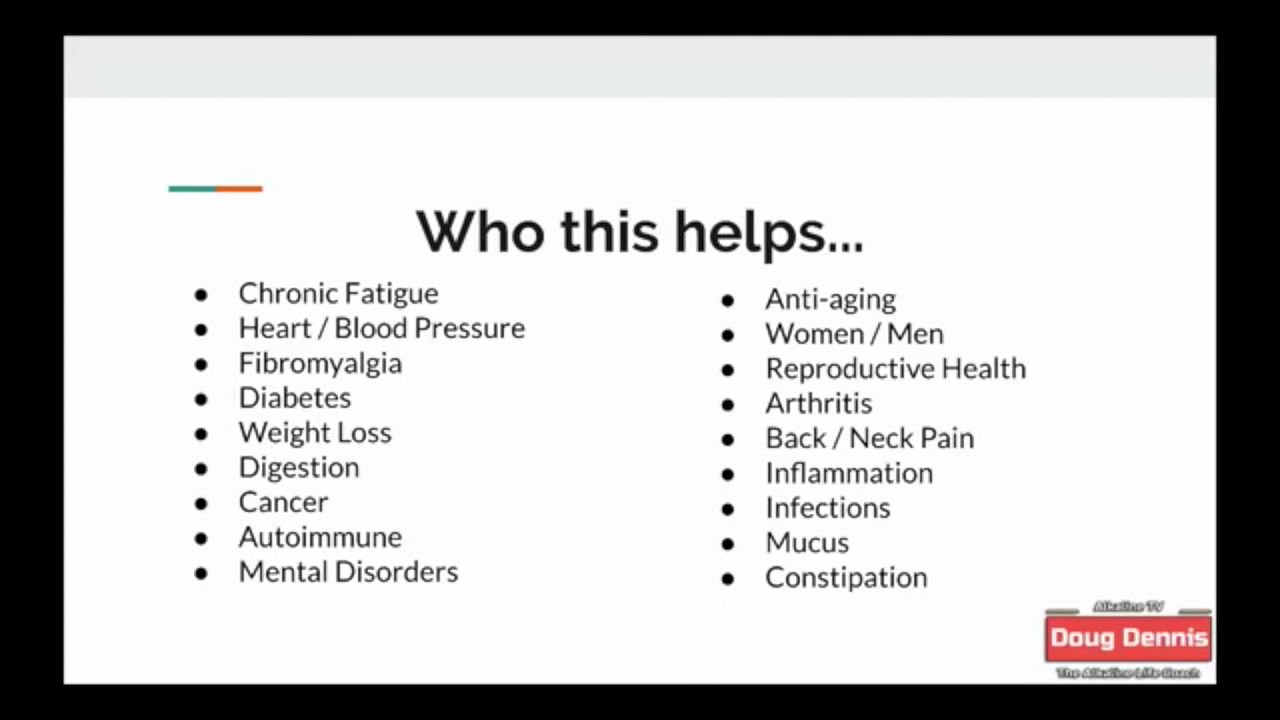 Who this helps...
Chronic Fatigue
Heart / Blood Pressure
Fibromyalgia
Diabetes
Weight Loss
Digestion
Cancer
Autoimmune
Mental Disorders
Anti-aging
Women / Men
Reproductive Health
Arthritis
Back / Neck Pain
Inflammation
Infections
Mucus
Constipation
Alkaline TV
Doug Dennis
The Alkaline Life Coach